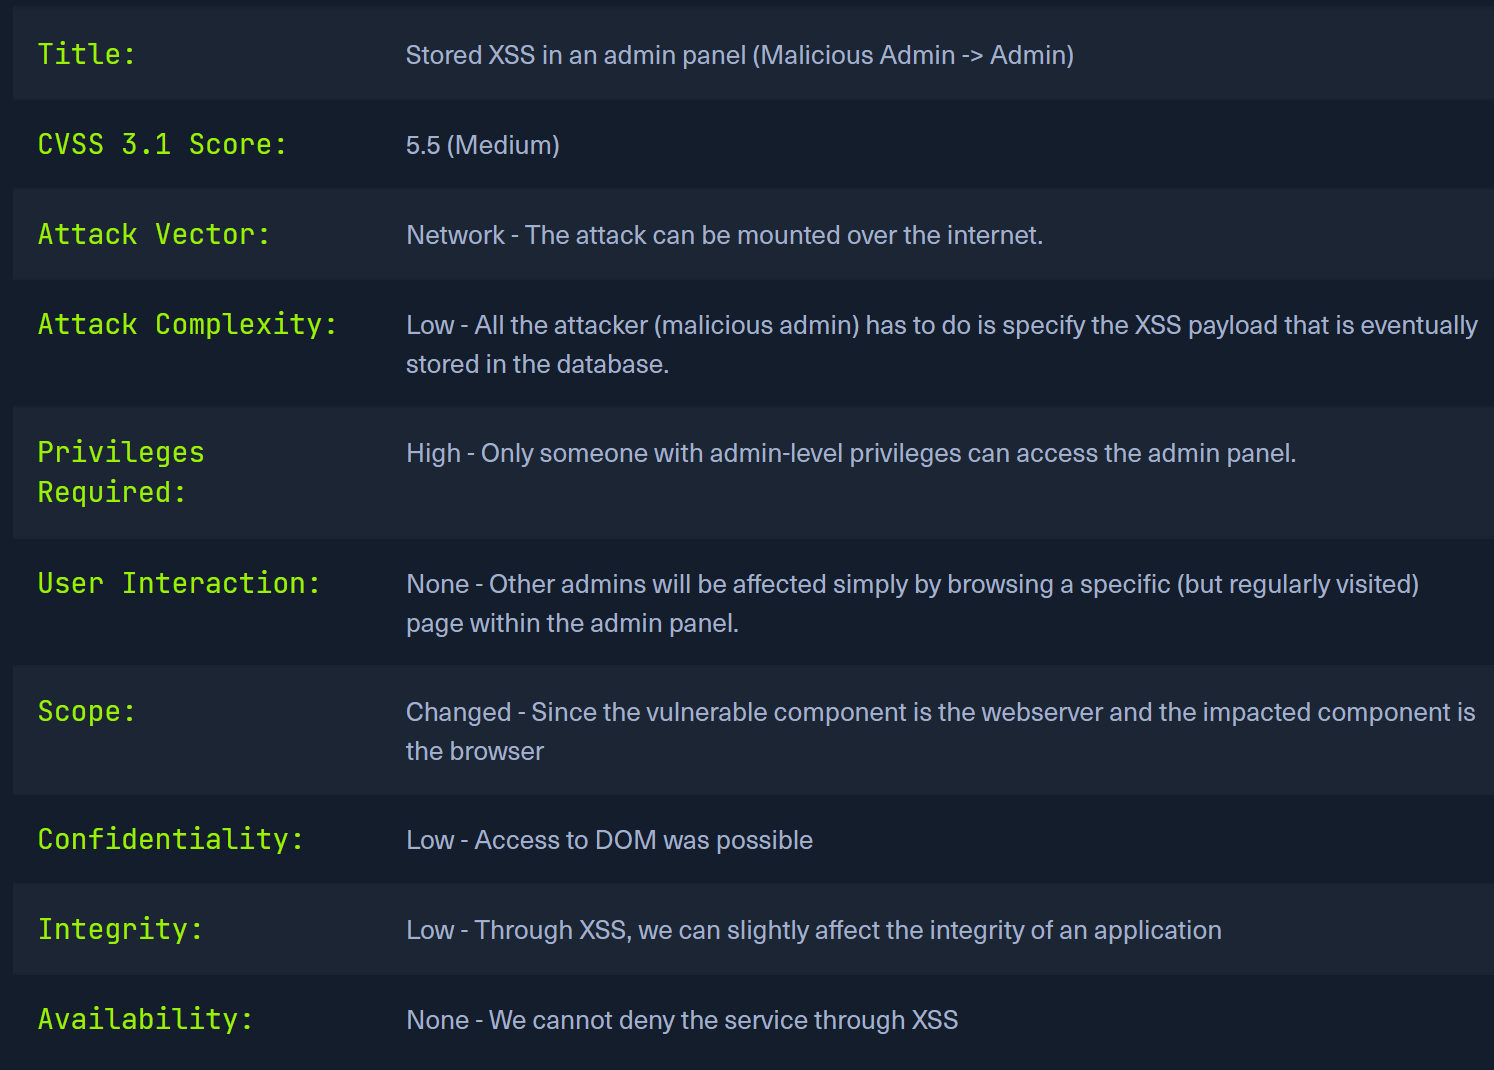 Title: Stored XSS in an admin panel (Malicious Admin -> Admin)
CVSS 3.1 Score: 5.5 (Medium)
Attack Vector: Network - The attack can be mounted over the internet.
Attack Complexity: Low - All the attacker (malicious admin) has to do is specify the XSS payload that is eventually
stored in the database.
Privileges
Required:
High - Only someone with admin-level privileges can access the admin panel.
User Interaction: None - Other admins will be affected simply by browsing a specific (but regularly visited)
page within the admin panel.
Scope: Changed - Since the vulnerable component is the webserver and the impacted component is
the browser
Confidentiality: Low - Access to DOM was possible
Integrity: Low - Through XSS, we can slightly affect the integrity of an application
Availability: None - We cannot deny the service through XSS